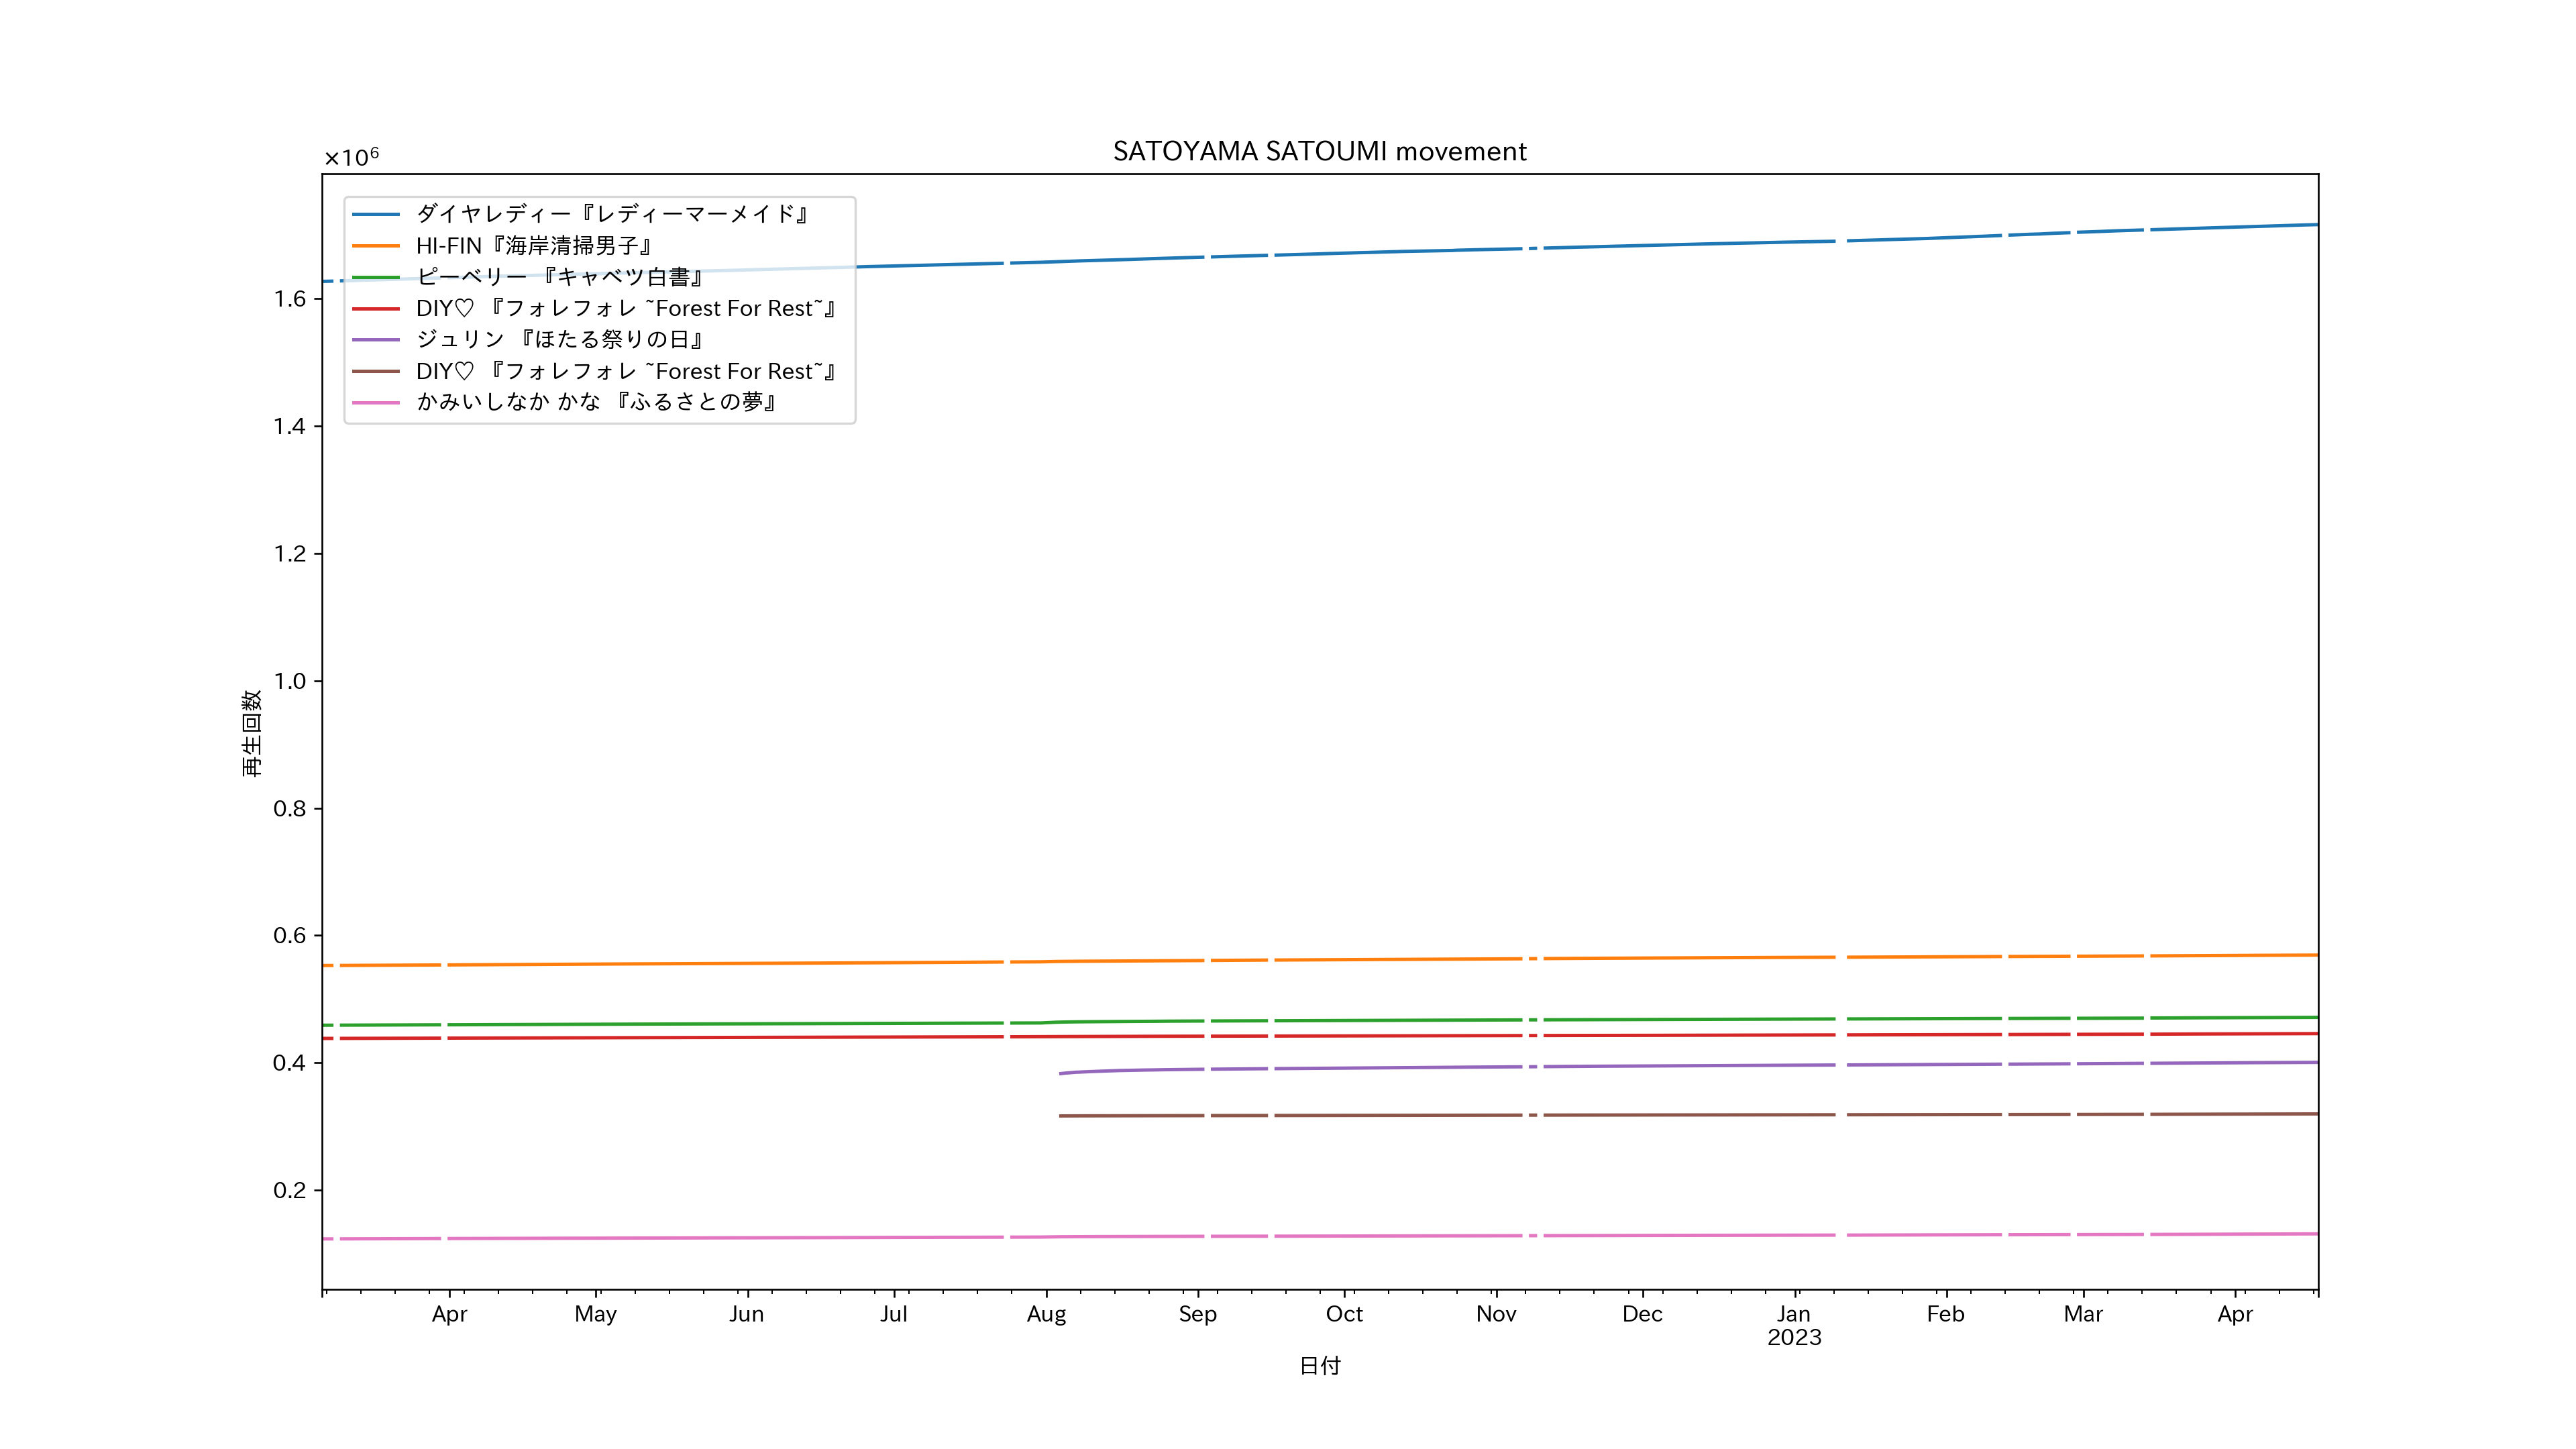 SATOYAMA SATOUMI movement
×10⁶
ダイヤレディー『レディーマーメイド』
HI-FIN『海岸清掃男子』
ピーベリー 『キャベツ白書』
DIY♡ 『フォレフォレ ~Forest For Rest~』
ジュリン 『ほたる祭りの日』
DIY♡ 『フォレフォレ ~Forest For Rest~』
かみいしなか かな 『ふるさとの夢』
1.6
1.4
1.2
1.0
0.8
0.6
0.4
0.2
再生回数
Apr May Jun Jul Aug Sep Oct Nov Dec Jan Feb Mar Apr
2023
日付